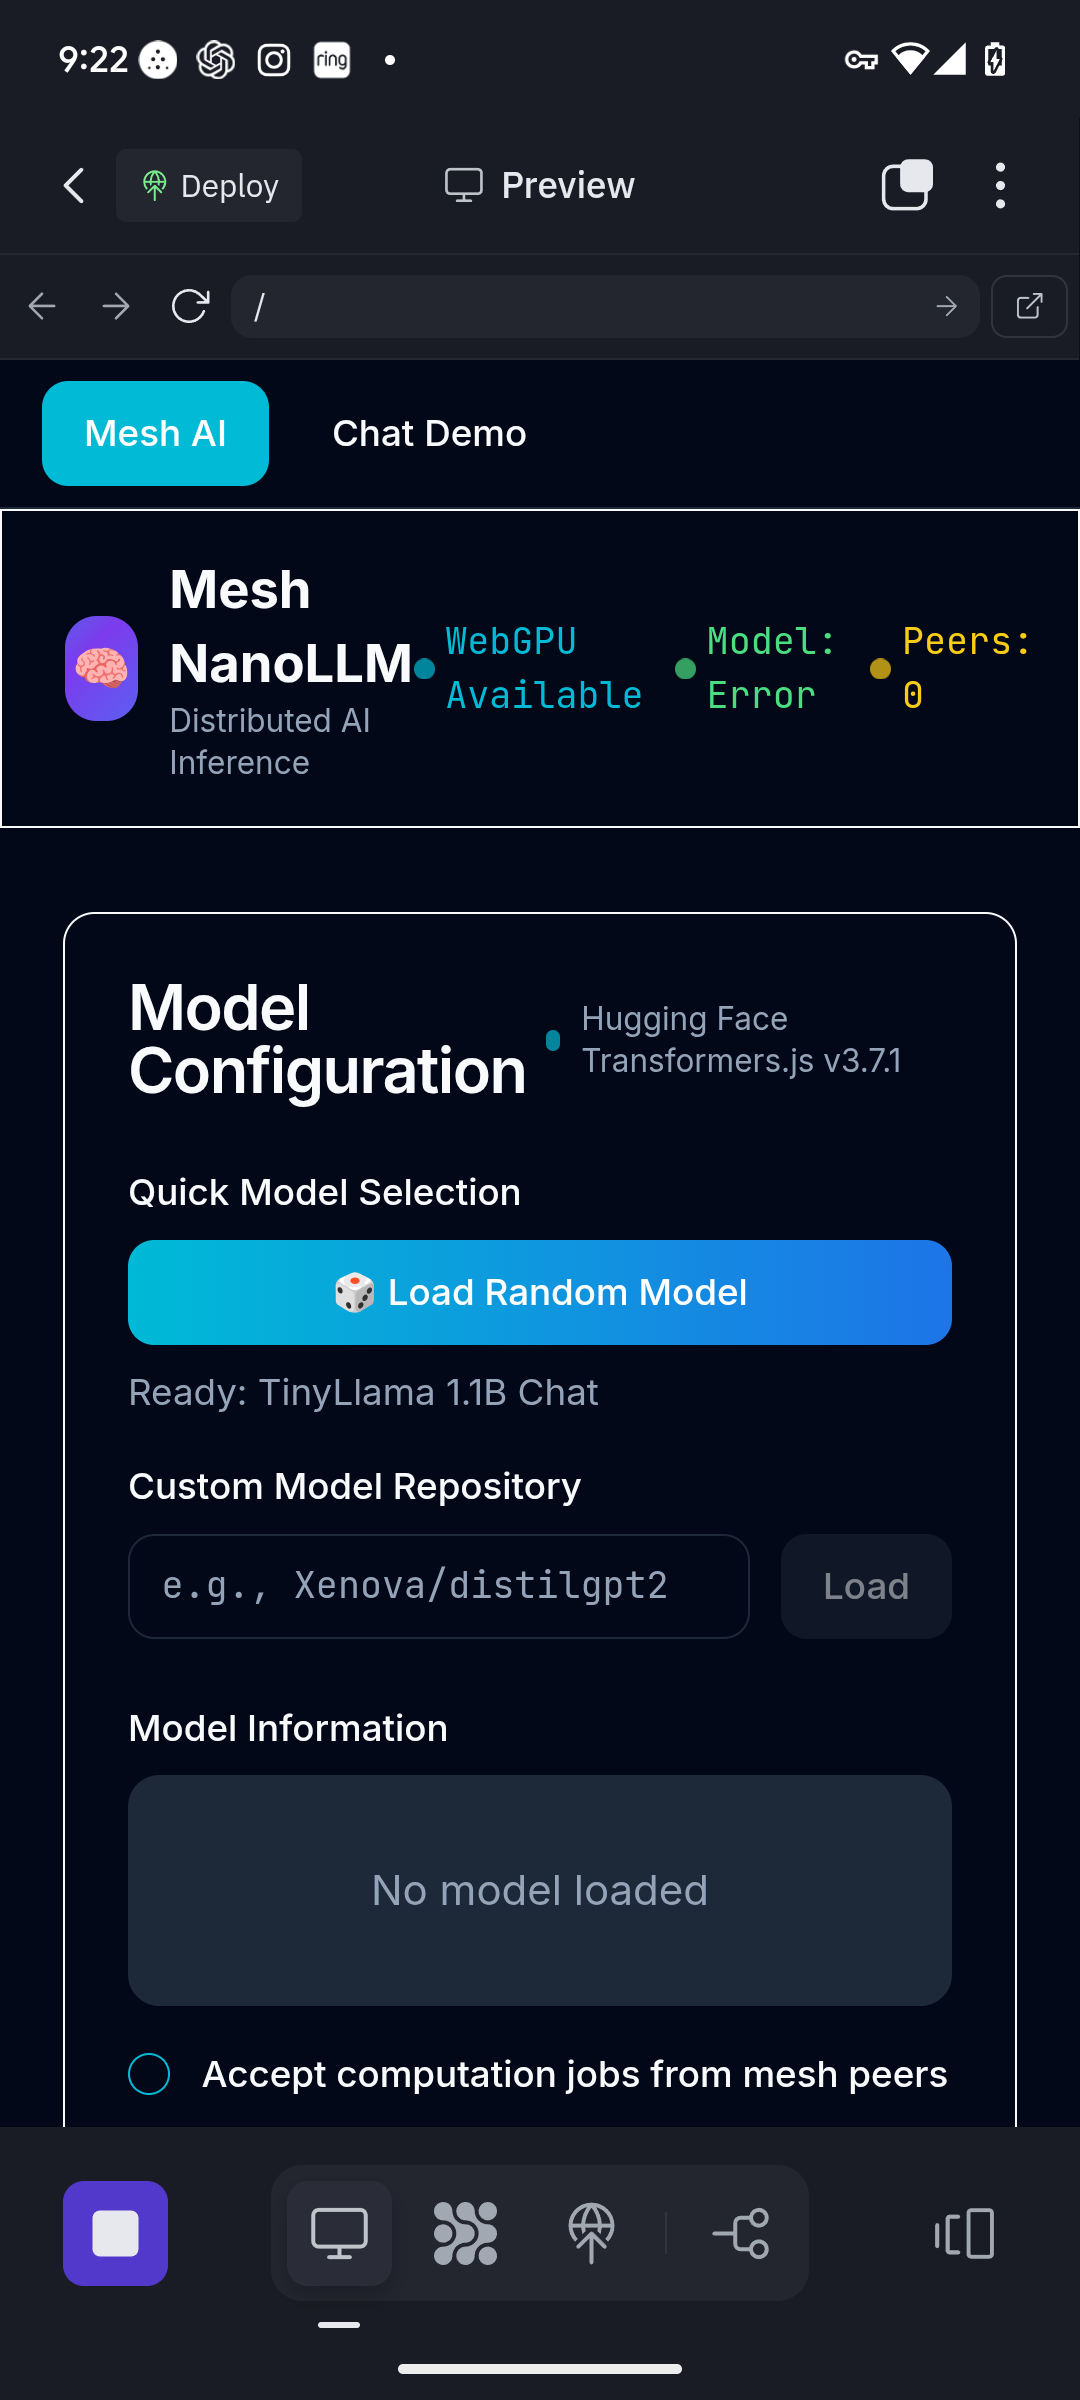 9:22
ring
Deploy
Preview
/
Mesh AI
Chat Demo
Mesh
NanoLLM
Distributed AI
Inference
WebGPU
Available
Model:
Error
Peers:
0
Model
Configuration
Hugging Face
Transformers.js v3.7.1
Quick Model Selection
Load Random Model
Ready: TinyLlama 1.1B Chat
Custom Model Repository
e.g., Xenova/distilgpt2
Load
Model Information
No model loaded
Accept computation jobs from mesh peers